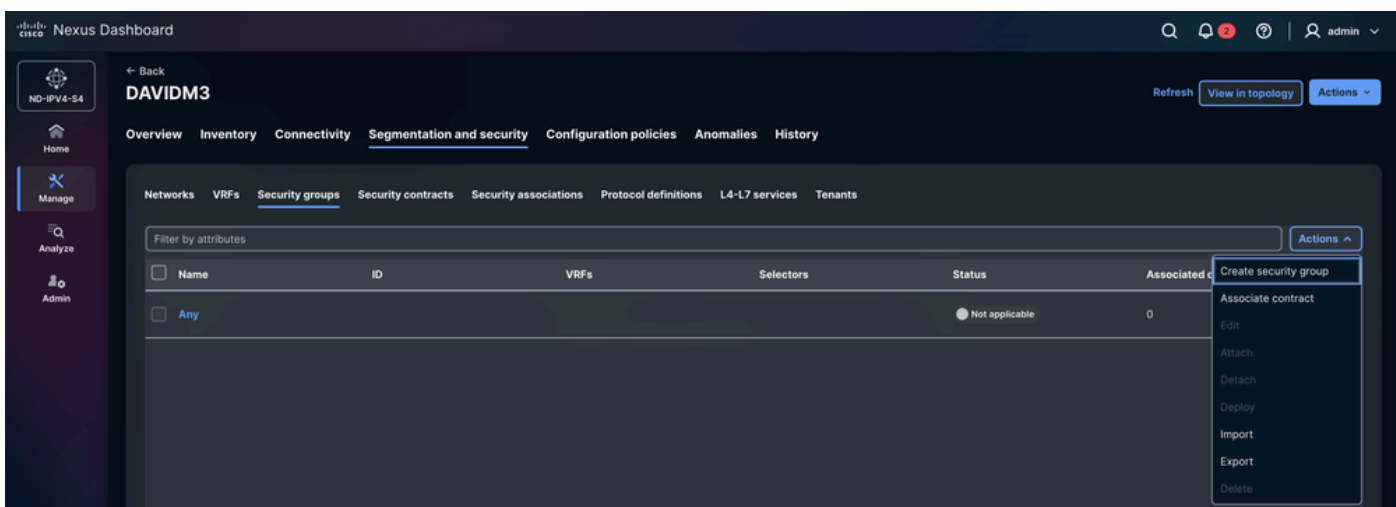 cisco Nexus Dashboard
2
admin
ND-IPV4-S4
Home
Manage
Analyze
Admin
← Back
DAVIDM3
Refresh View in topology Actions
Overview Inventory Connectivity Segmentation and security Configuration policies Anomalies History
Networks VRFs Security groups Security contracts Security associations Protocol definitions L4-L7 services Tenants
Filter by attributes
Actions
Name ID VRFs Selectors Status Associated c
Any Not applicable 0
Create security group
Associate contract
Edit
Attach
Detach
Deploy
Import
Export
Delete